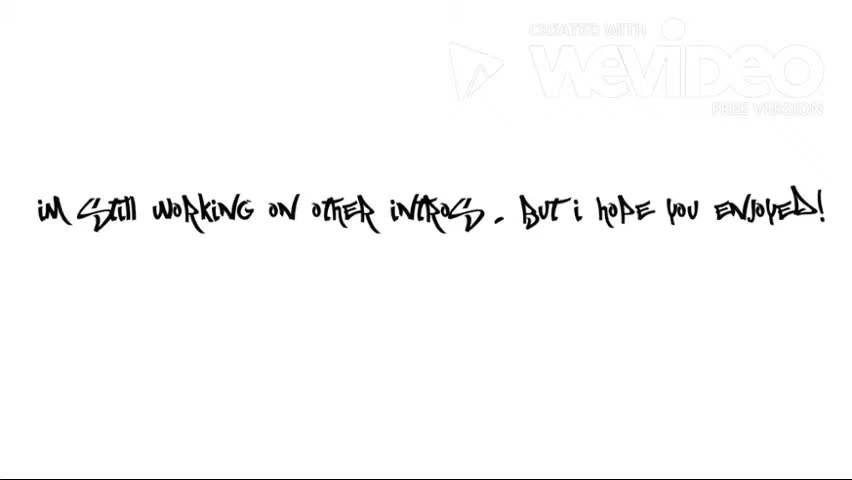 CREATED WITH
WEVIDEO
FREE VERSION
iM Still WORKiNG ON OTHER iNTROS. BUT i HOPE YOU ENJOYED!